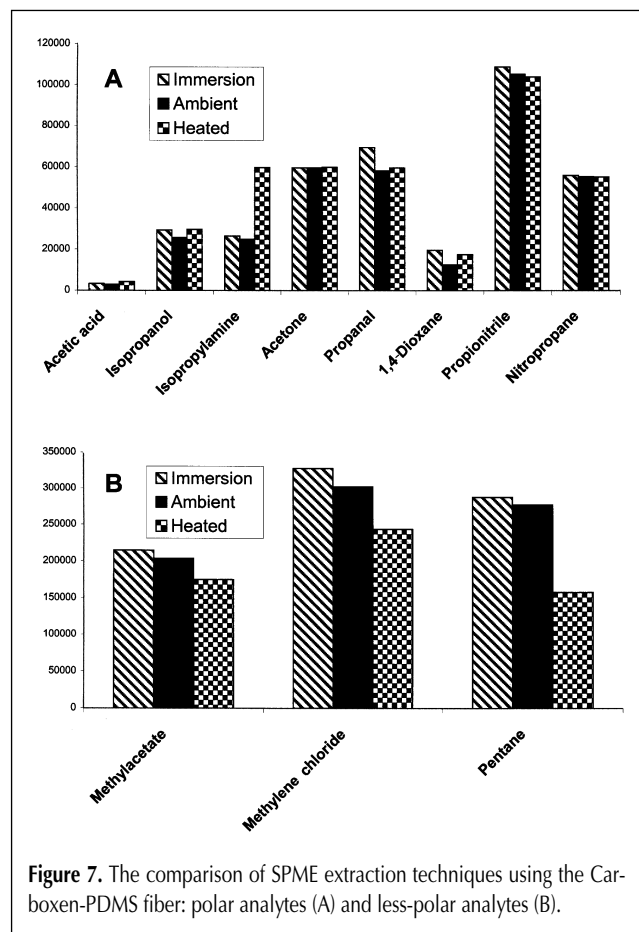 120000
100000
80000
60000
40000
20000
0
A
Immersion
Ambient
Heated
Acetic acid
Isopropanol
Isopropylamine
Acetone
Propanal
1,4-Dioxane
Propionitrile
Nitropropane
350000
300000
250000
200000
150000
100000
50000
0
B
Immersion
Ambient
Heated
Methylacetate
Methylene chloride
Pentane
Figure 7. The comparison of SPME extraction techniques using the Car-
boxen-PDMS fiber: polar analytes (A) and less-polar analytes (B).